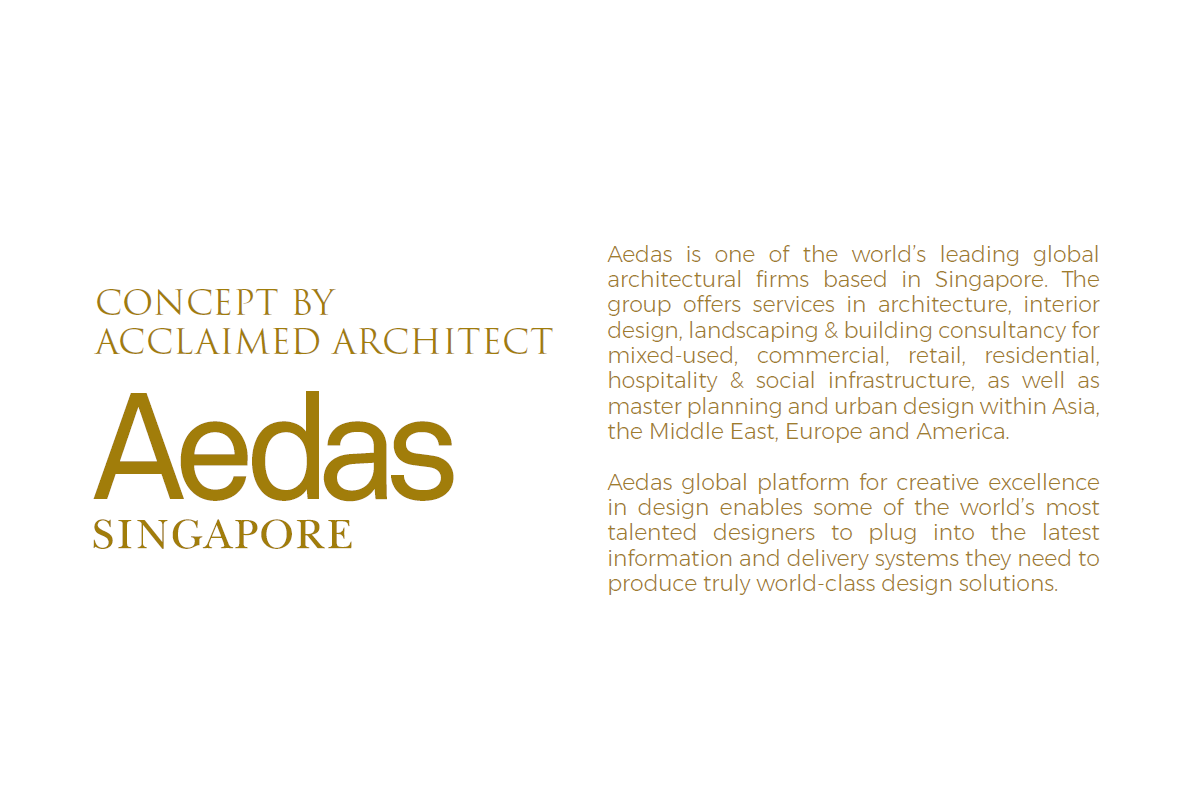 CONCEPT BY
ACCLAIMED ARCHITECT
Aedas
SINGAPORE
Aedas is one of the world’s leading global
architectural firms based in Singapore. The
group offers services in architecture, interior
design, landscaping & building consultancy for
mixed-used, commercial, retail, residential,
hospitality & social infrastructure, as well as
master planning and urban design within Asia,
the Middle East, Europe and America.
Aedas global platform for creative excellence
in design enables some of the world’s most
talented designers to plug into the latest
information and delivery systems they need to
produce truly world-class design solutions.